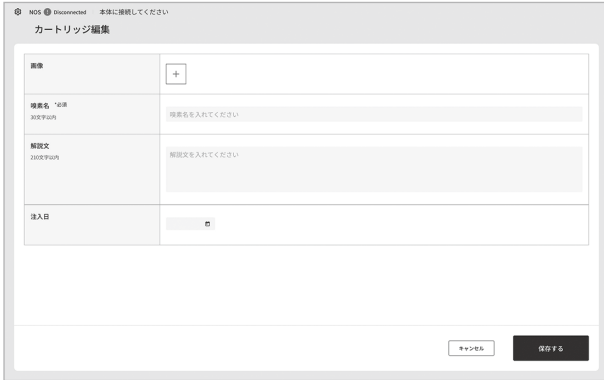 NOS Disconnected 本体に接続してください
カートリッジ編集
画像
嗅素名 *必須
30文字以内
嗅素名を入れてください
解説文
210文字以内
解説文を入れてください
注入日
キャンセル
保存する